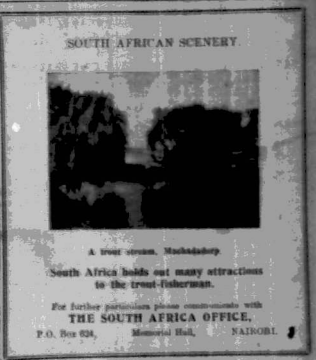 SOUTH AFRICAN SCENERY
A trout stream, Machadadorp
South Africa holds out many attractions
to the trout-fisherman.
For further particulars please communicate with
THE SOUTH AFRICA OFFICE,
P.O. Box 624, Memorial Hall, NAIROBI.